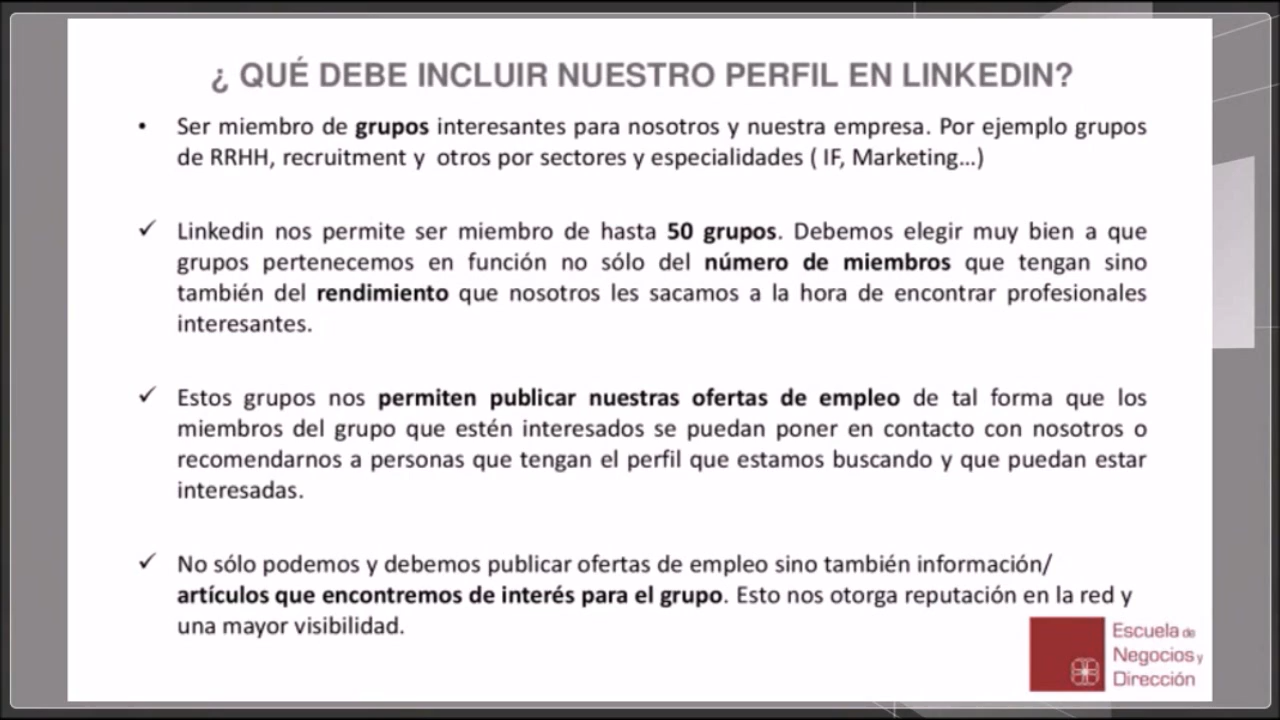 ¿ QUÉ DEBE INCLUIR NUESTRO PERFIL EN LINKEDIN?
• Ser miembro de grupos interesantes para nosotros y nuestra empresa. Por ejemplo grupos
de RRHH, recruitment y otros por sectores y especialidades ( IF, Marketing...)
✓ Linkedin nos permite ser miembro de hasta 50 grupos. Debemos elegir muy bien a que
grupos pertenecemos en función no sólo del número de miembros que tengan sino
también del rendimiento que nosotros les sacamos a la hora de encontrar profesionales
interesantes.
✓ Estos grupos nos permiten publicar nuestras ofertas de empleo de tal forma que los
miembros del grupo que estén interesados se puedan poner en contacto con nosotros o
recomendarnos a personas que tengan el perfil que estamos buscando y que puedan estar
interesadas.
✓ No sólo podemos y debemos publicar ofertas de empleo sino también información/
artículos que encontremos de interés para el grupo. Esto nos otorga reputación en la red y
una mayor visibilidad.
Escuela de
Negocios y
Dirección